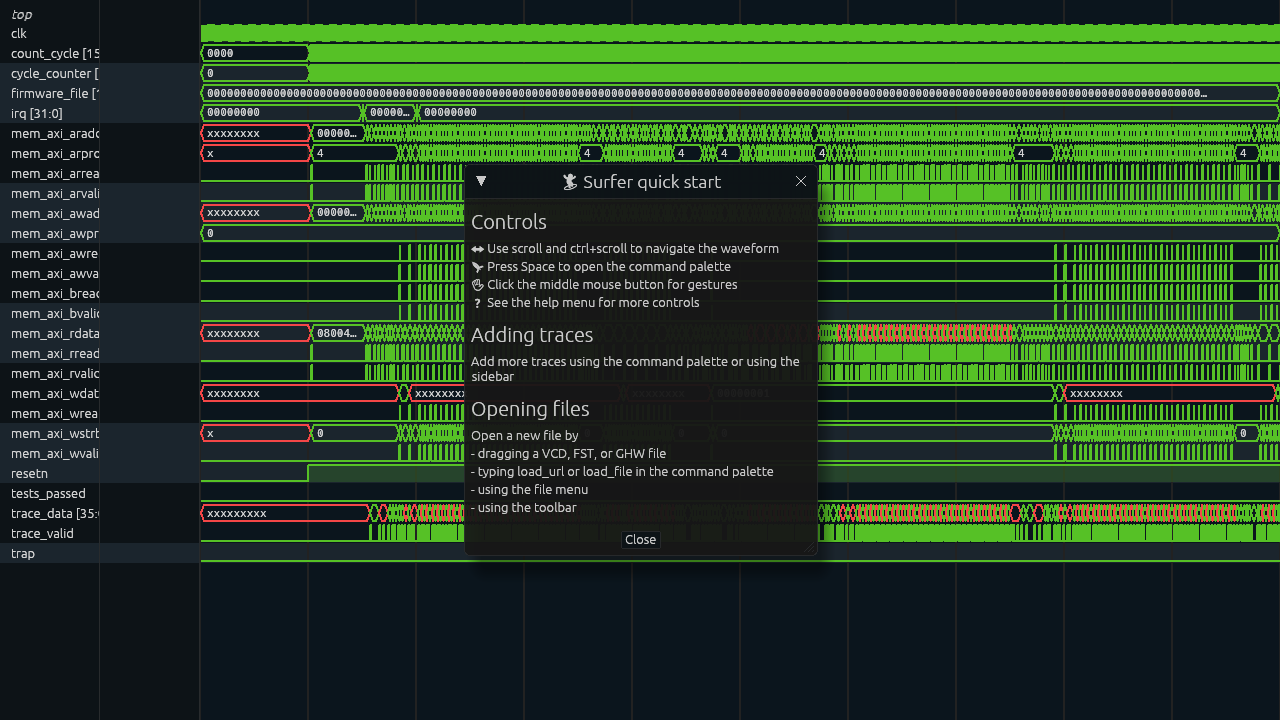 top
clk
count_cycle [15
0000
cycle_counter [
0
firmware_file [1
irq [31:0]
00000000
00000…
00000000
mem_axi_arado
xxxxxxxx
00000…
mem_axi_arpro
x
4
4
4
4
4
4
4
mem_axi_arrea
mem_axi_arvali
mem_axi_awad
xxxxxxxx
00000…
mem_axi_awpr
0
mem_axi_awre
mem_axi_awva
mem_axi_breac
mem_axi_bvalic
mem_axi_rdata
xxxxxxxx
08004…
mem_axi_rread
mem_axi_rvalic
mem_axi_wdat
xxxxxxxx
xxxxxxxx
xxxxxxxx
mem_axi_wrea
mem_axi_wstrt
x
0
0
mem_axi_wvali
resetn
tests_passed
trace_data [35:(
xxxxxxxxx
trace_valid
trap
Surfer quick start
Controls
Use scroll and ctrl+scroll to navigate the waveform
Press Space to open the command palette
Click the middle mouse button for gestures
? See the help menu for more controls
Adding traces
Add more traces using the command palette or using the
sidebar
Opening files
Open a new file by
- dragging a VCD, FST, or GHW file
- typing load_url or load_file in the command palette
- using the file menu
- using the toolbar
Close